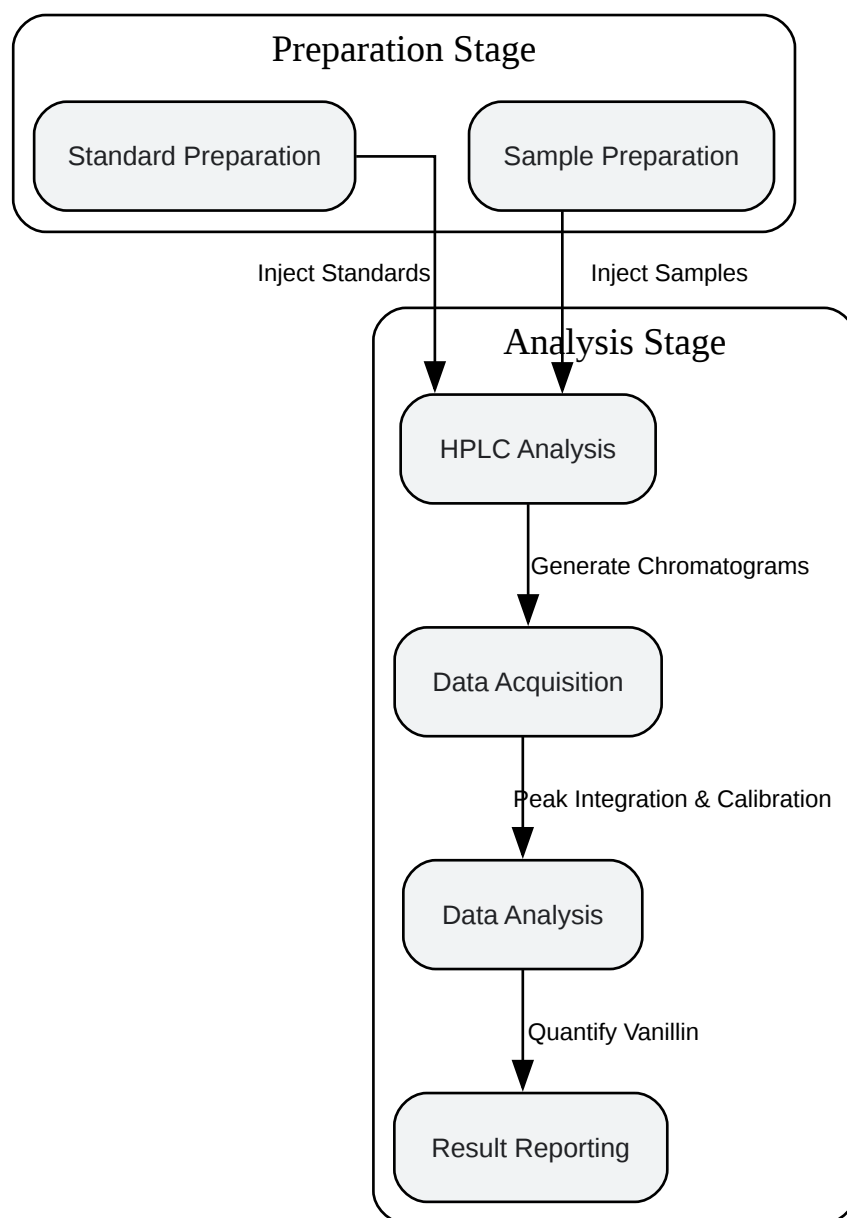 Preparation Stage
Standard Preparation
Sample Preparation
Inject Standards
Inject Samples
Analysis Stage
HPLC Analysis
Generate Chromatograms
Data Acquisition
Peak Integration & Calibration
Data Analysis
Quantify Vanillin
Result Reporting